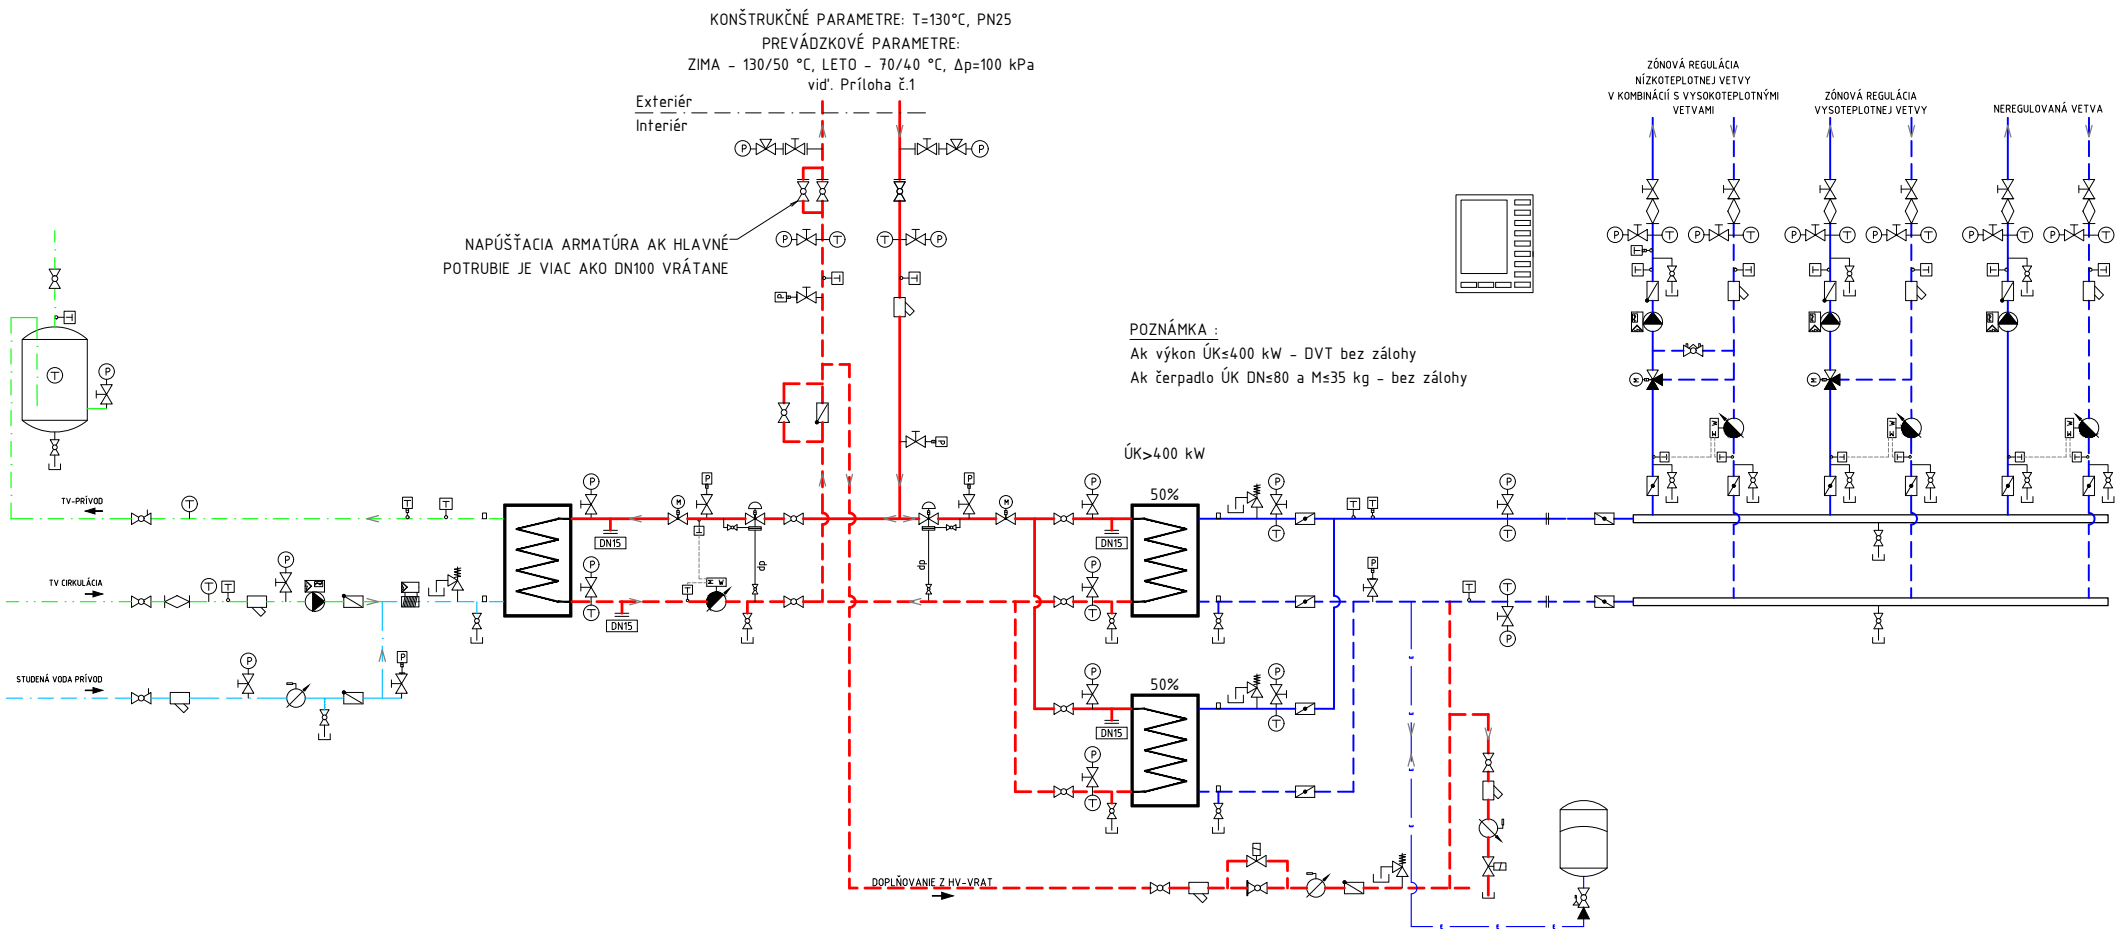 KONŠTRUKČNÉ PARAMETRE: T=130°C, PN25
PREVÁDZKOVÉ PARAMETRE:
ZIMA - 130/50 °C, LETO - 70/40 °C, Δp=100 kPa
viď. Príloha č.1
Exteriér
Interiér
NAPÚŠŤACIA ARMATÚRA AK HLAVNÉ
POTRUBIE JE VIAC AKO DN100 VRÁTANE
ZÓNOVÁ REGULÁCIA
NÍZKOTEPLOTNEJ VETVY
V KOMBINÁCIÍ S VYSOKOTEPLOTNÝMI
VETVAMI
ZÓNOVÁ REGULÁCIA
VYSOTEPLOTNEJ VETVY
NEREGULOVANÁ VETVA
POZNÁMKA :
Ak výkon ÚK≤400 kW - DVT bez zálohy
Ak čerpadlo ÚK DN≤80 a M≤35 kg - bez zálohy
ÚK>400 kW
50%
50%
TV-PRÍVOD
TV CIRKULÁCIA
STUDENÁ VODA PRÍVOD
DN15
DN15
DN15
DN15
dp
dp
DOPLŇOVANIE Z HV-VRAT